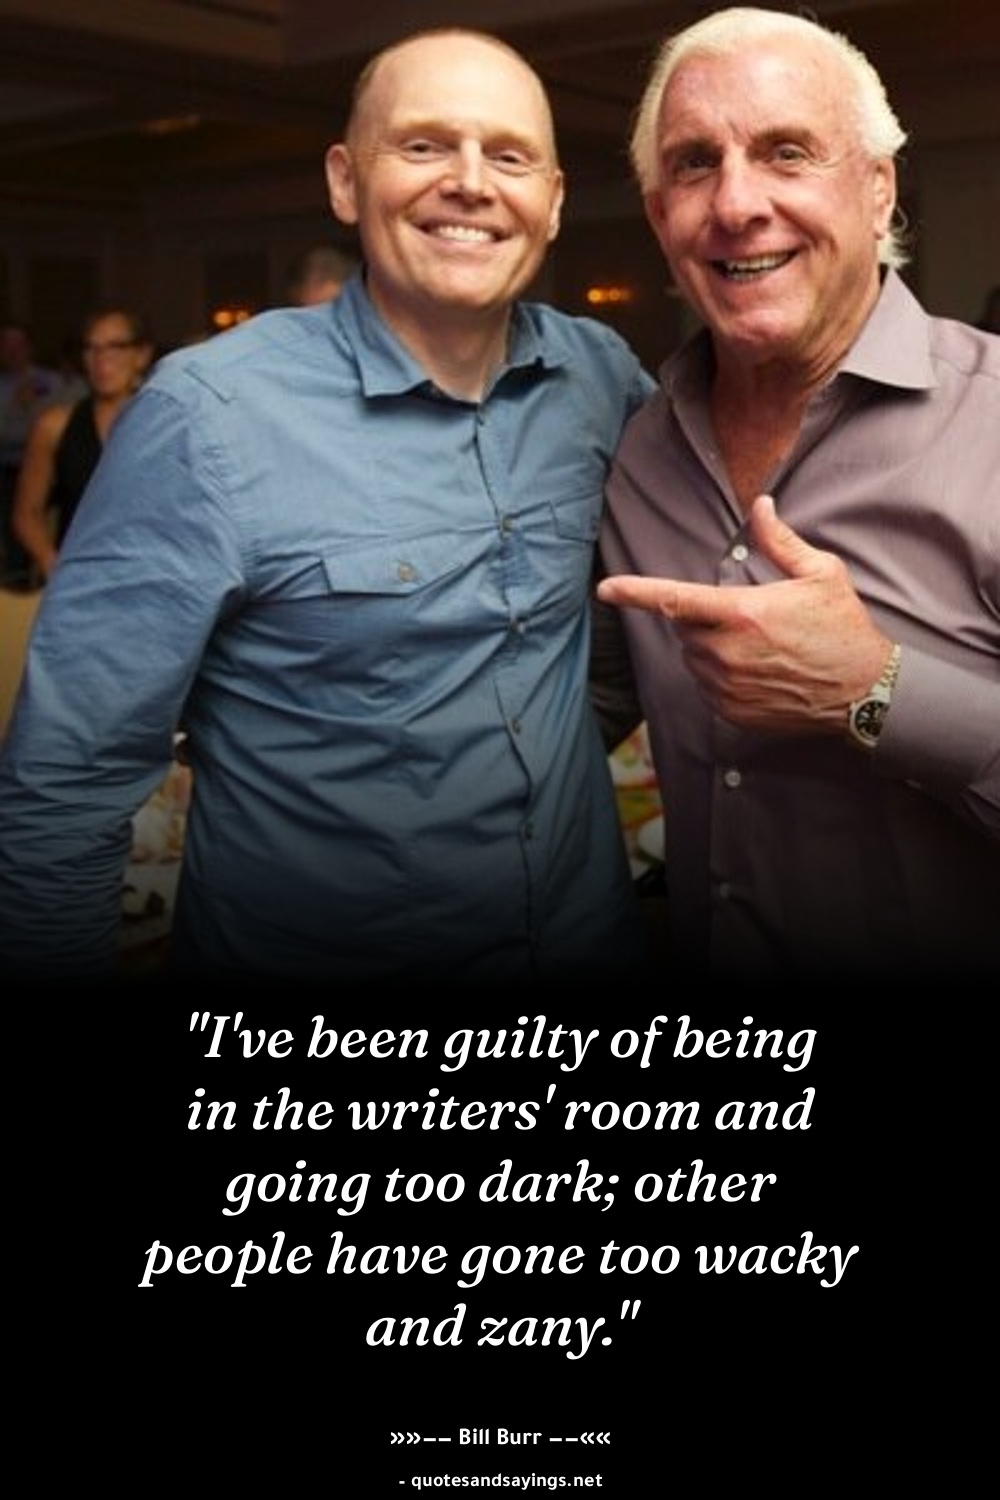 "I've been guilty of being
in the writers' room and
going too dark; other
people have gone too wacky
and zany."
»»−− Bill Burr −−««
- quotesandsayings.net